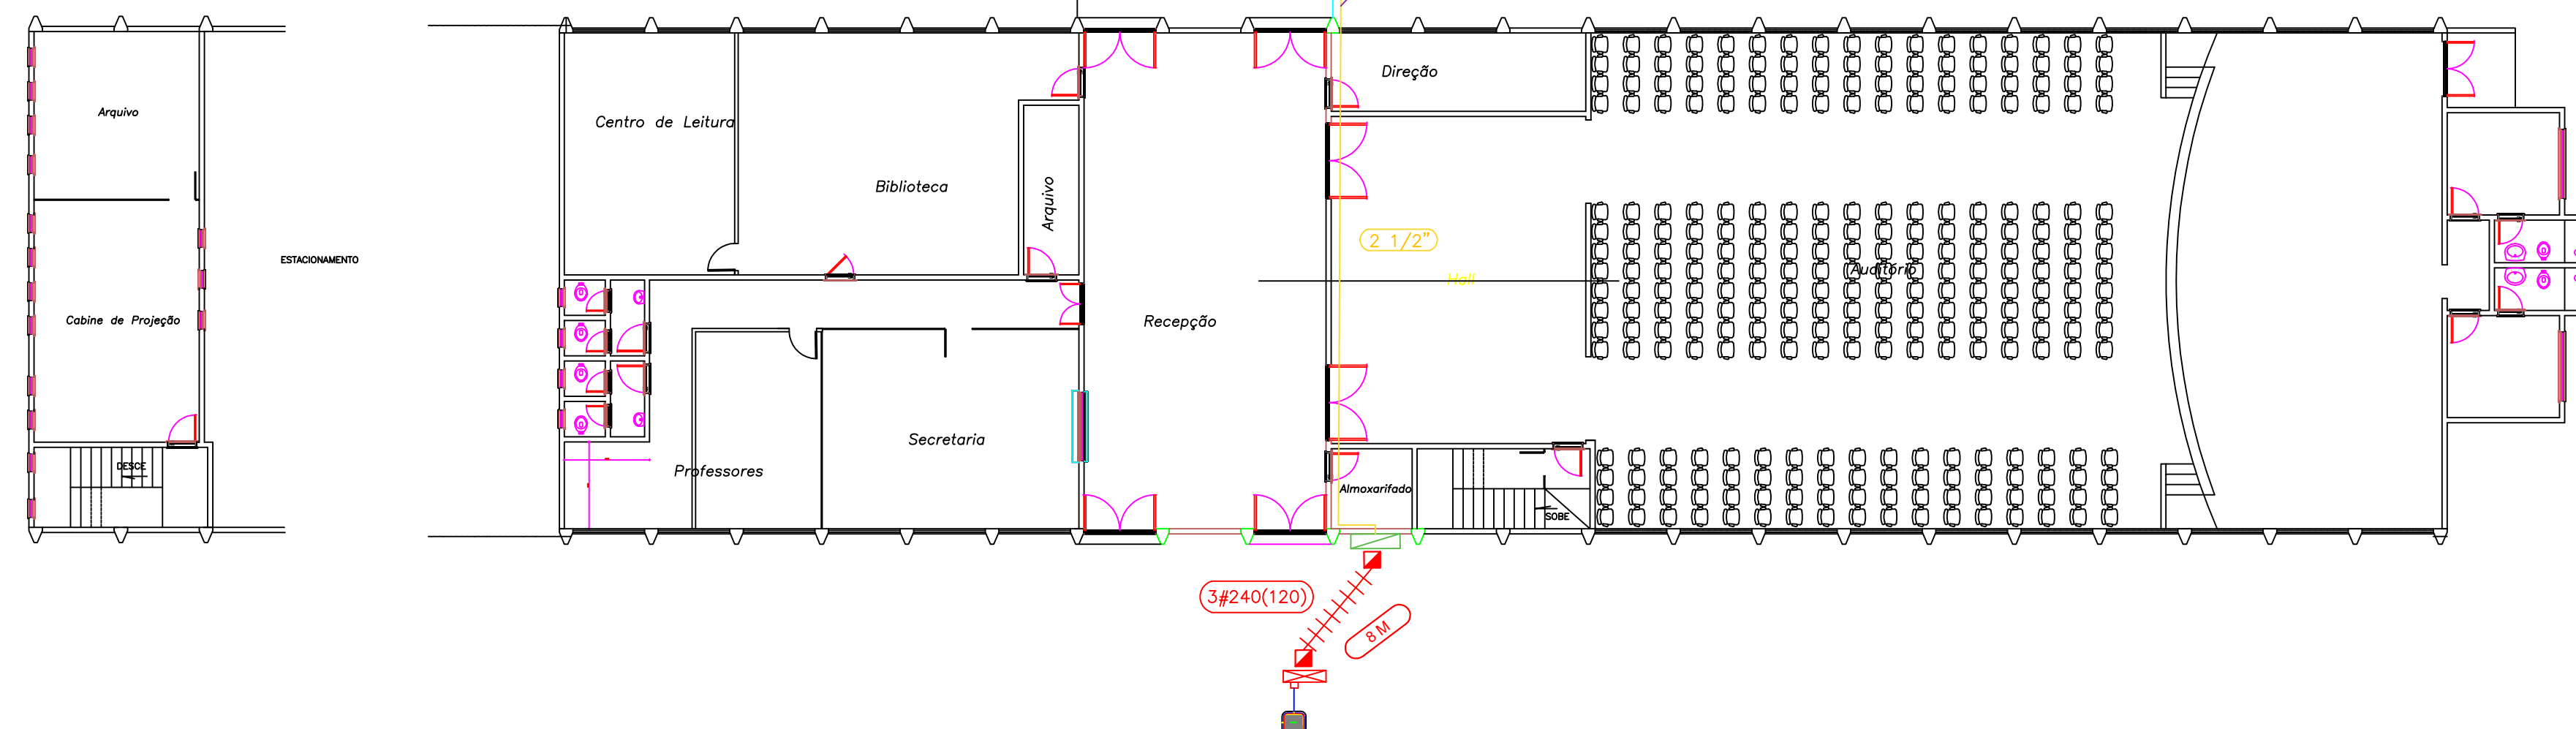 Arquivo
Cabine de Projeção
DESCE
ESTACIONAMENTO
Centro de Leitura
Biblioteca
Arquivo
Professores
Secretaria
Recepção
Direção
2 1/2"
Hall
Auditório
Almoxarifado
SOBE
3#240(120)
8 M